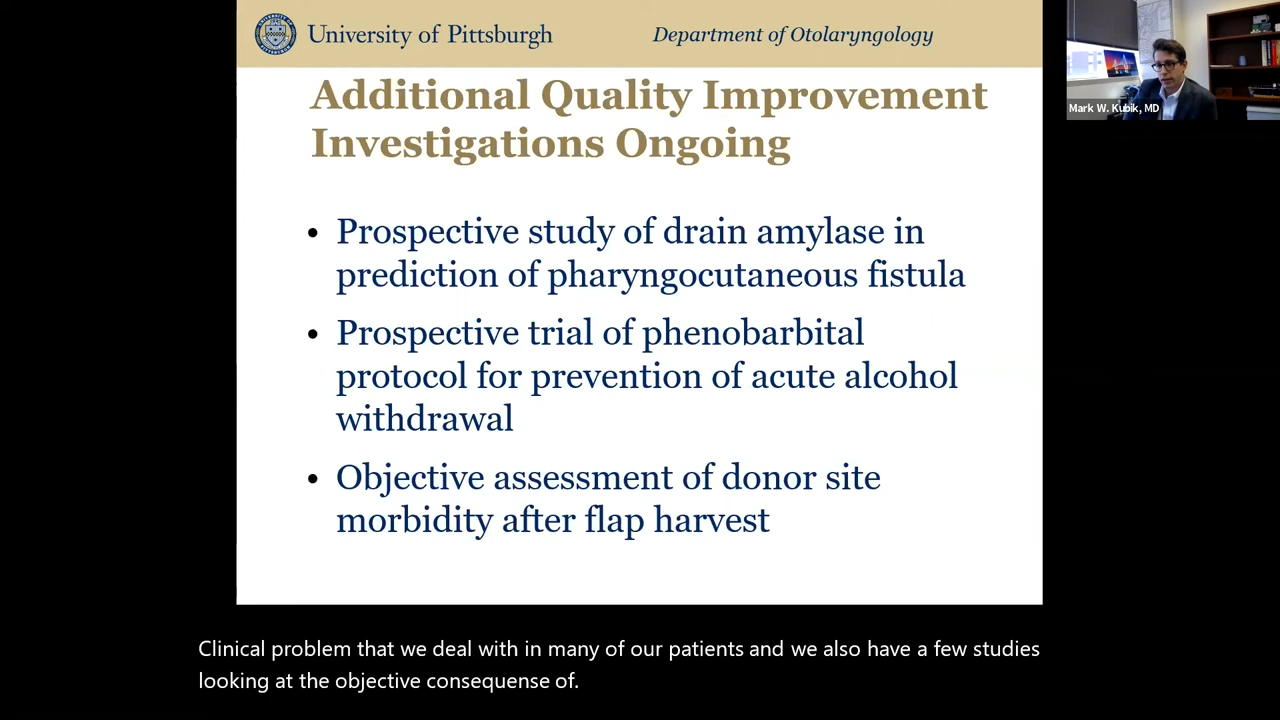 University of Pittsburgh
Department of Otolaryngology
Additional Quality Improvement
Investigations Ongoing
• Prospective study of drain amylase in
prediction of pharyngocutaneous fistula
• Prospective trial of phenobarbital
protocol for prevention of acute alcohol
withdrawal
• Objective assessment of donor site
morbidity after flap harvest
Mark W. Kubik, MD
Clinical problem that we deal with in many of our patients and we also have a few studies
looking at the objective consequense of.